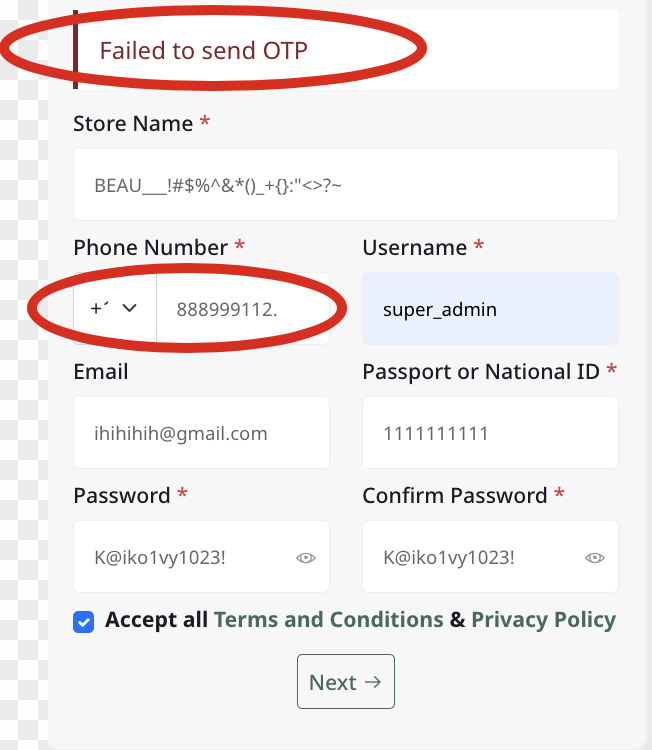 Failed to send OTP
Store Name *
BEAU___!#$%^&*()_+{}:"<>?~
Phone Number * Username *
888999112. super_admin
Email Passport or National ID *
ihihihih@gmail.com 1111111111
Password * Confirm Password *
K@iko1vy1023! K@iko1vy1023!
Accept all Terms and Conditions & Privacy Policy
Next →